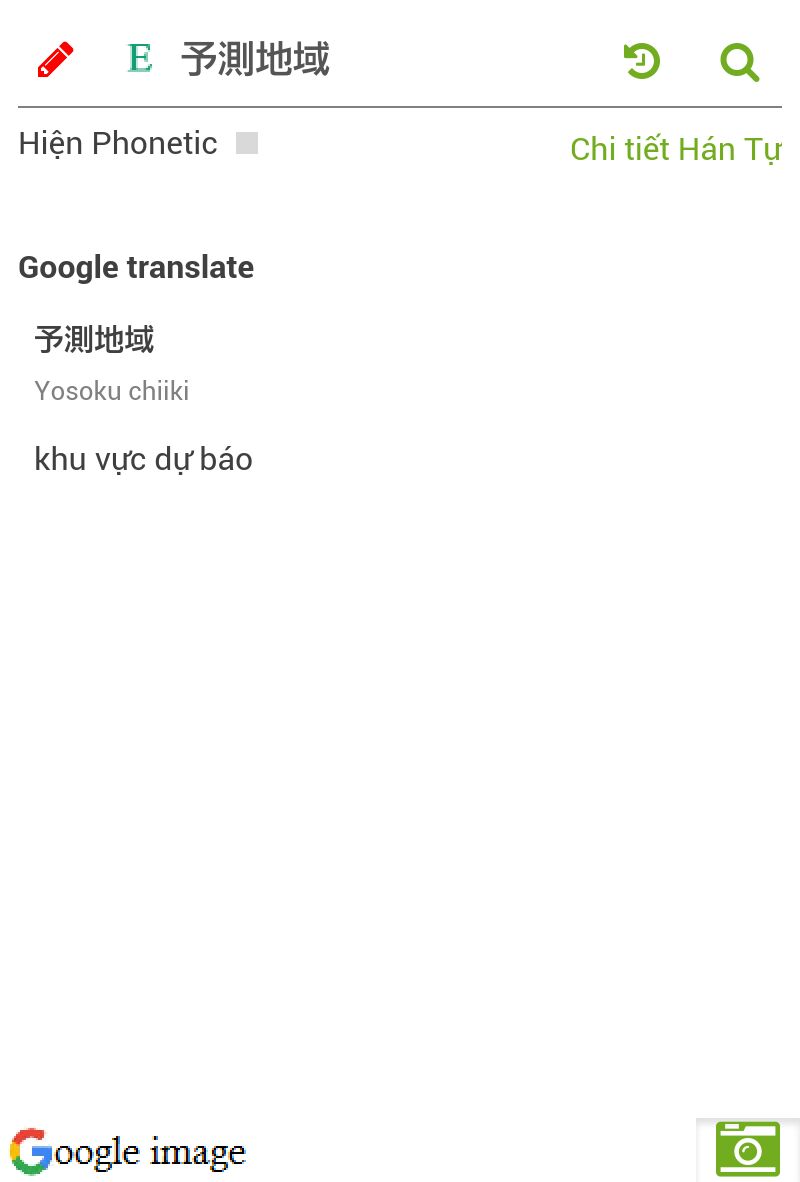 E 予測地域
Hiện Phonetic
Chi tiết Hán Tự
Google translate
予測地域
Yosoku chiiki
khu vực dự báo
Google image